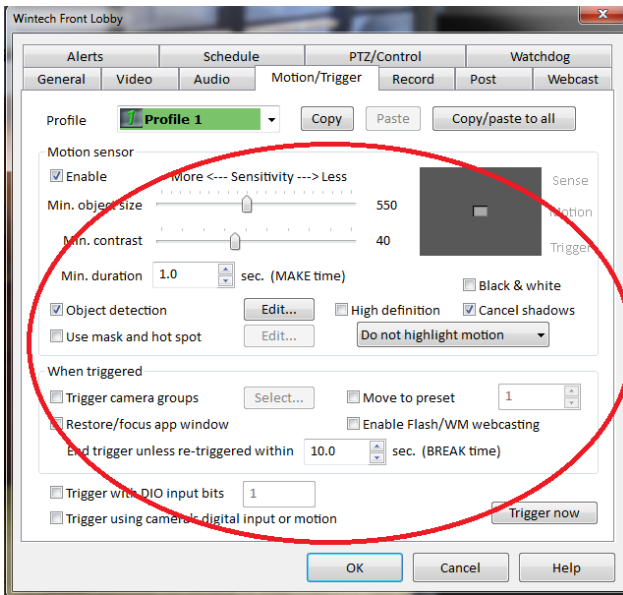 Wintech Front Lobby
Alerts Schedule PTZ/Control Watchdog
General Video Audio Motion/Trigger Record Post Webcast
Profile 1 Profile 1 Copy Paste Copy/paste to all
Motion sensor
Enable More <--- Sensitivity ---> Less Sense
Min. object size 550 Motion
Min. contrast 40 Trigger
Min. duration 1.0 sec. (MAKE time) Black & white
Object detection Edit... High definition Cancel shadows
Use mask and hot spot Edit... Do not highlight motion
When triggered
Trigger camera groups Select... Move to preset 1
Restore/focus app window Enable Flash/WM webcasting
End trigger unless re-triggered within 10.0 sec. (BREAK time)
Trigger with DIO input bits 1
Trigger using camera's digital input or motion Trigger now
OK Cancel Help